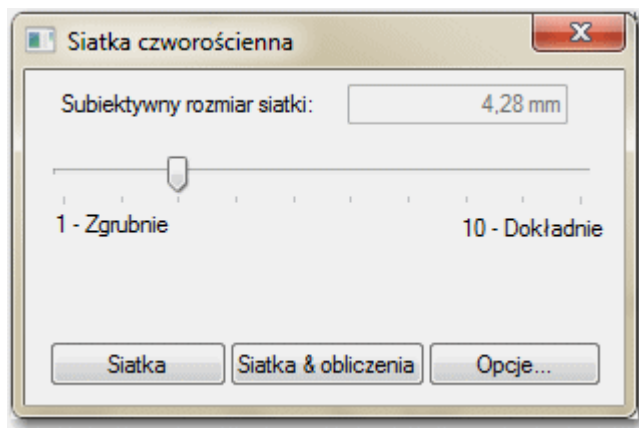 Siatka czworościenna
Subiektywny rozmiar siatki: 4,28 mm
1 - Zgrubnie 10 - Dokładnie
Siatka Siatka & obliczenia Opcje...